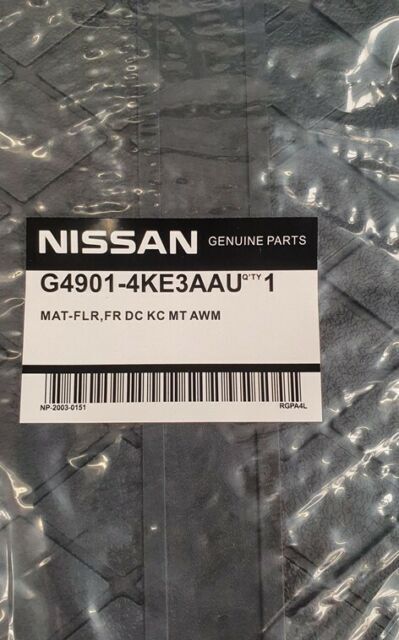 NISSAN GENUINE PARTS
G4901-4KE3AAU Q'TY 1
MAT-FLR,FR DC KC MT AWM
NP-2003-0151 RGPA4L